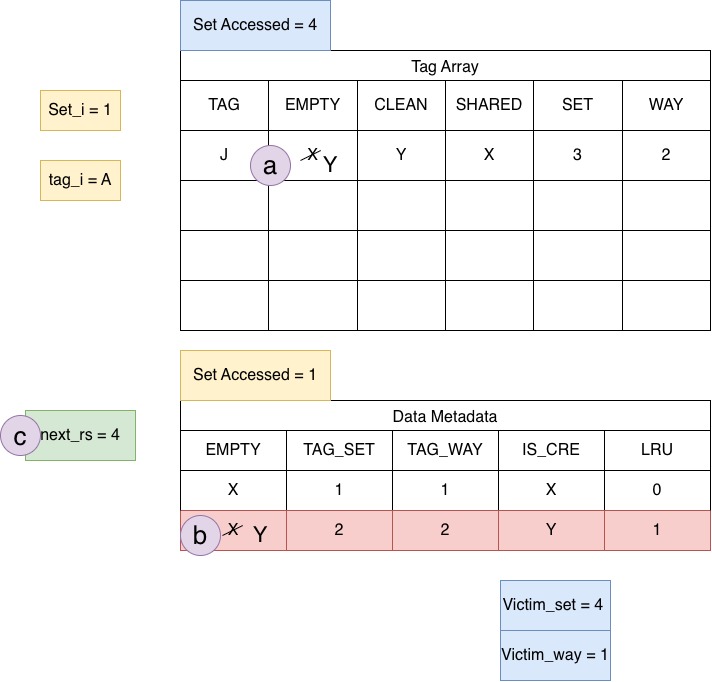 Set Accessed = 4
Tag Array
Set_i = 1
TAG EMPTY CLEAN SHARED SET WAY
tag_i = A
J a X Y Y X 3 2
Set Accessed = 1
Data Metadata
c next_rs = 4
EMPTY TAG_SET TAG_WAY IS_CRE LRU
X 1 1 X 0
b X Y 2 2 Y 1
Victim_set = 4
Victim_way = 1